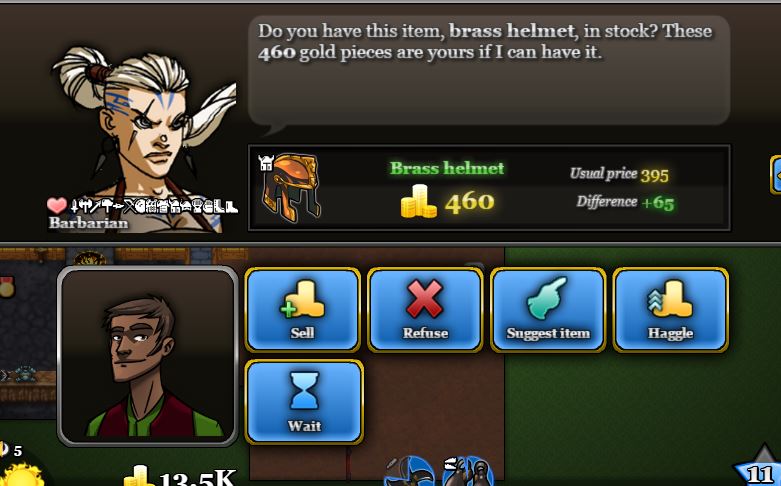 Do you have this item, brass helmet, in stock? These
460 gold pieces are yours if I can have it.
Brass helmet
460
Usual price 395
Difference +65
Barbarian
Sell
Refuse
Suggest item
Haggle
Wait
5
13.5K
11